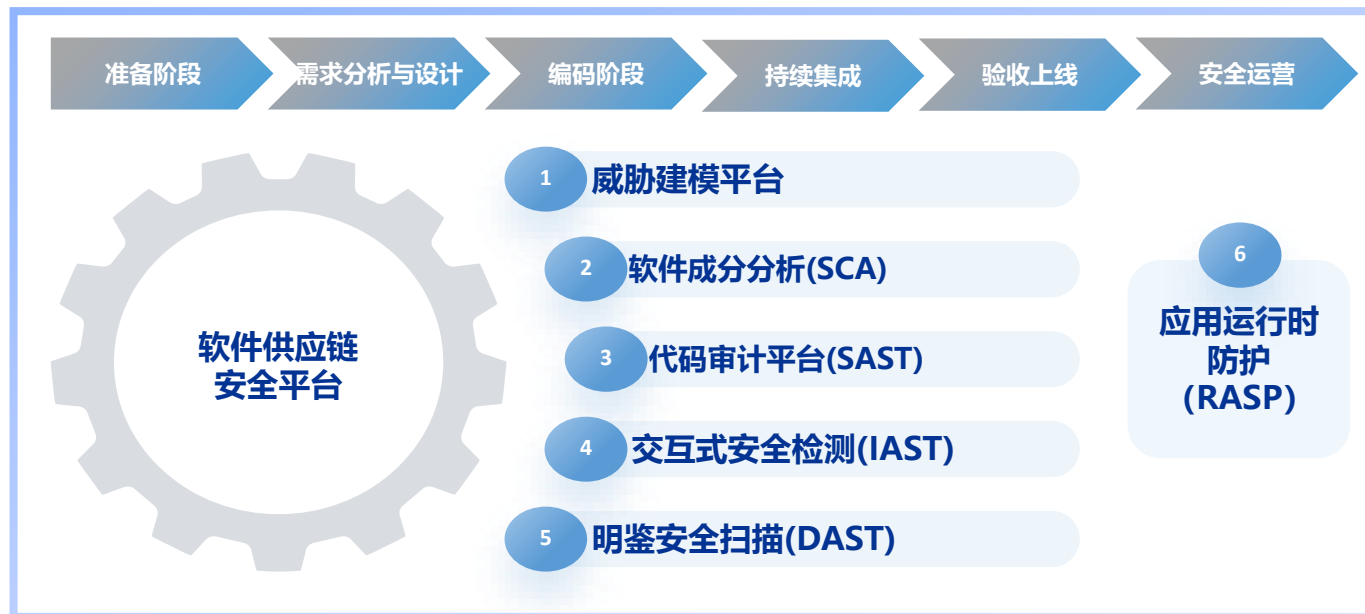 准备阶段
需求分析与设计
编码阶段
持续集成
验收上线
安全运营
软件供应链
安全平台
1
威胁建模平台
2
软件成分分析(SCA)
3
代码审计平台(SAST)
4
交互式安全检测(IAST)
5
明鉴安全扫描(DAST)
6
应用运行时
防护
(RASP)